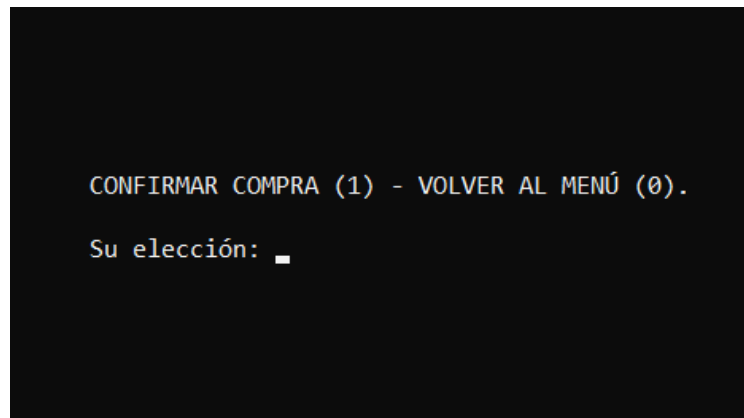 CONFIRMAR COMPRA (1) - VOLVER AL MENÚ (0).
Su elección: